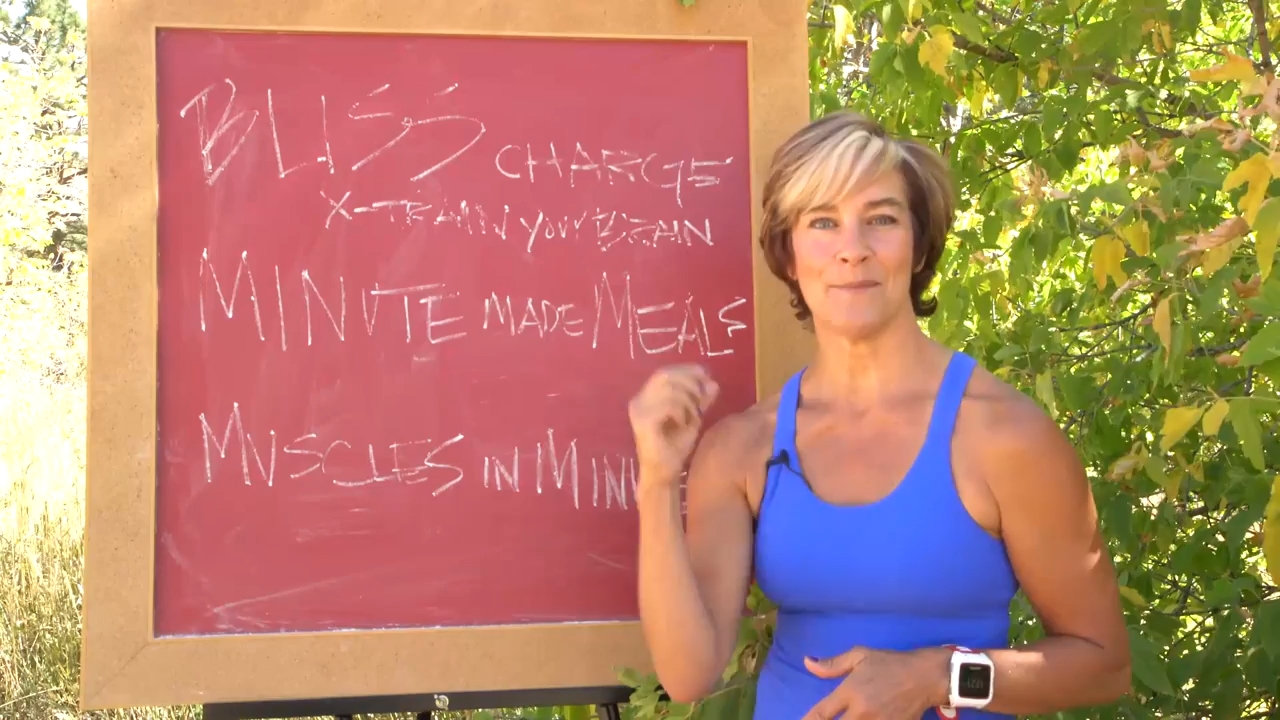 BLISS CHARGE
X-TRAIN YOUR BRAIN
MINUTE MADE MEALS
MUSCLES IN